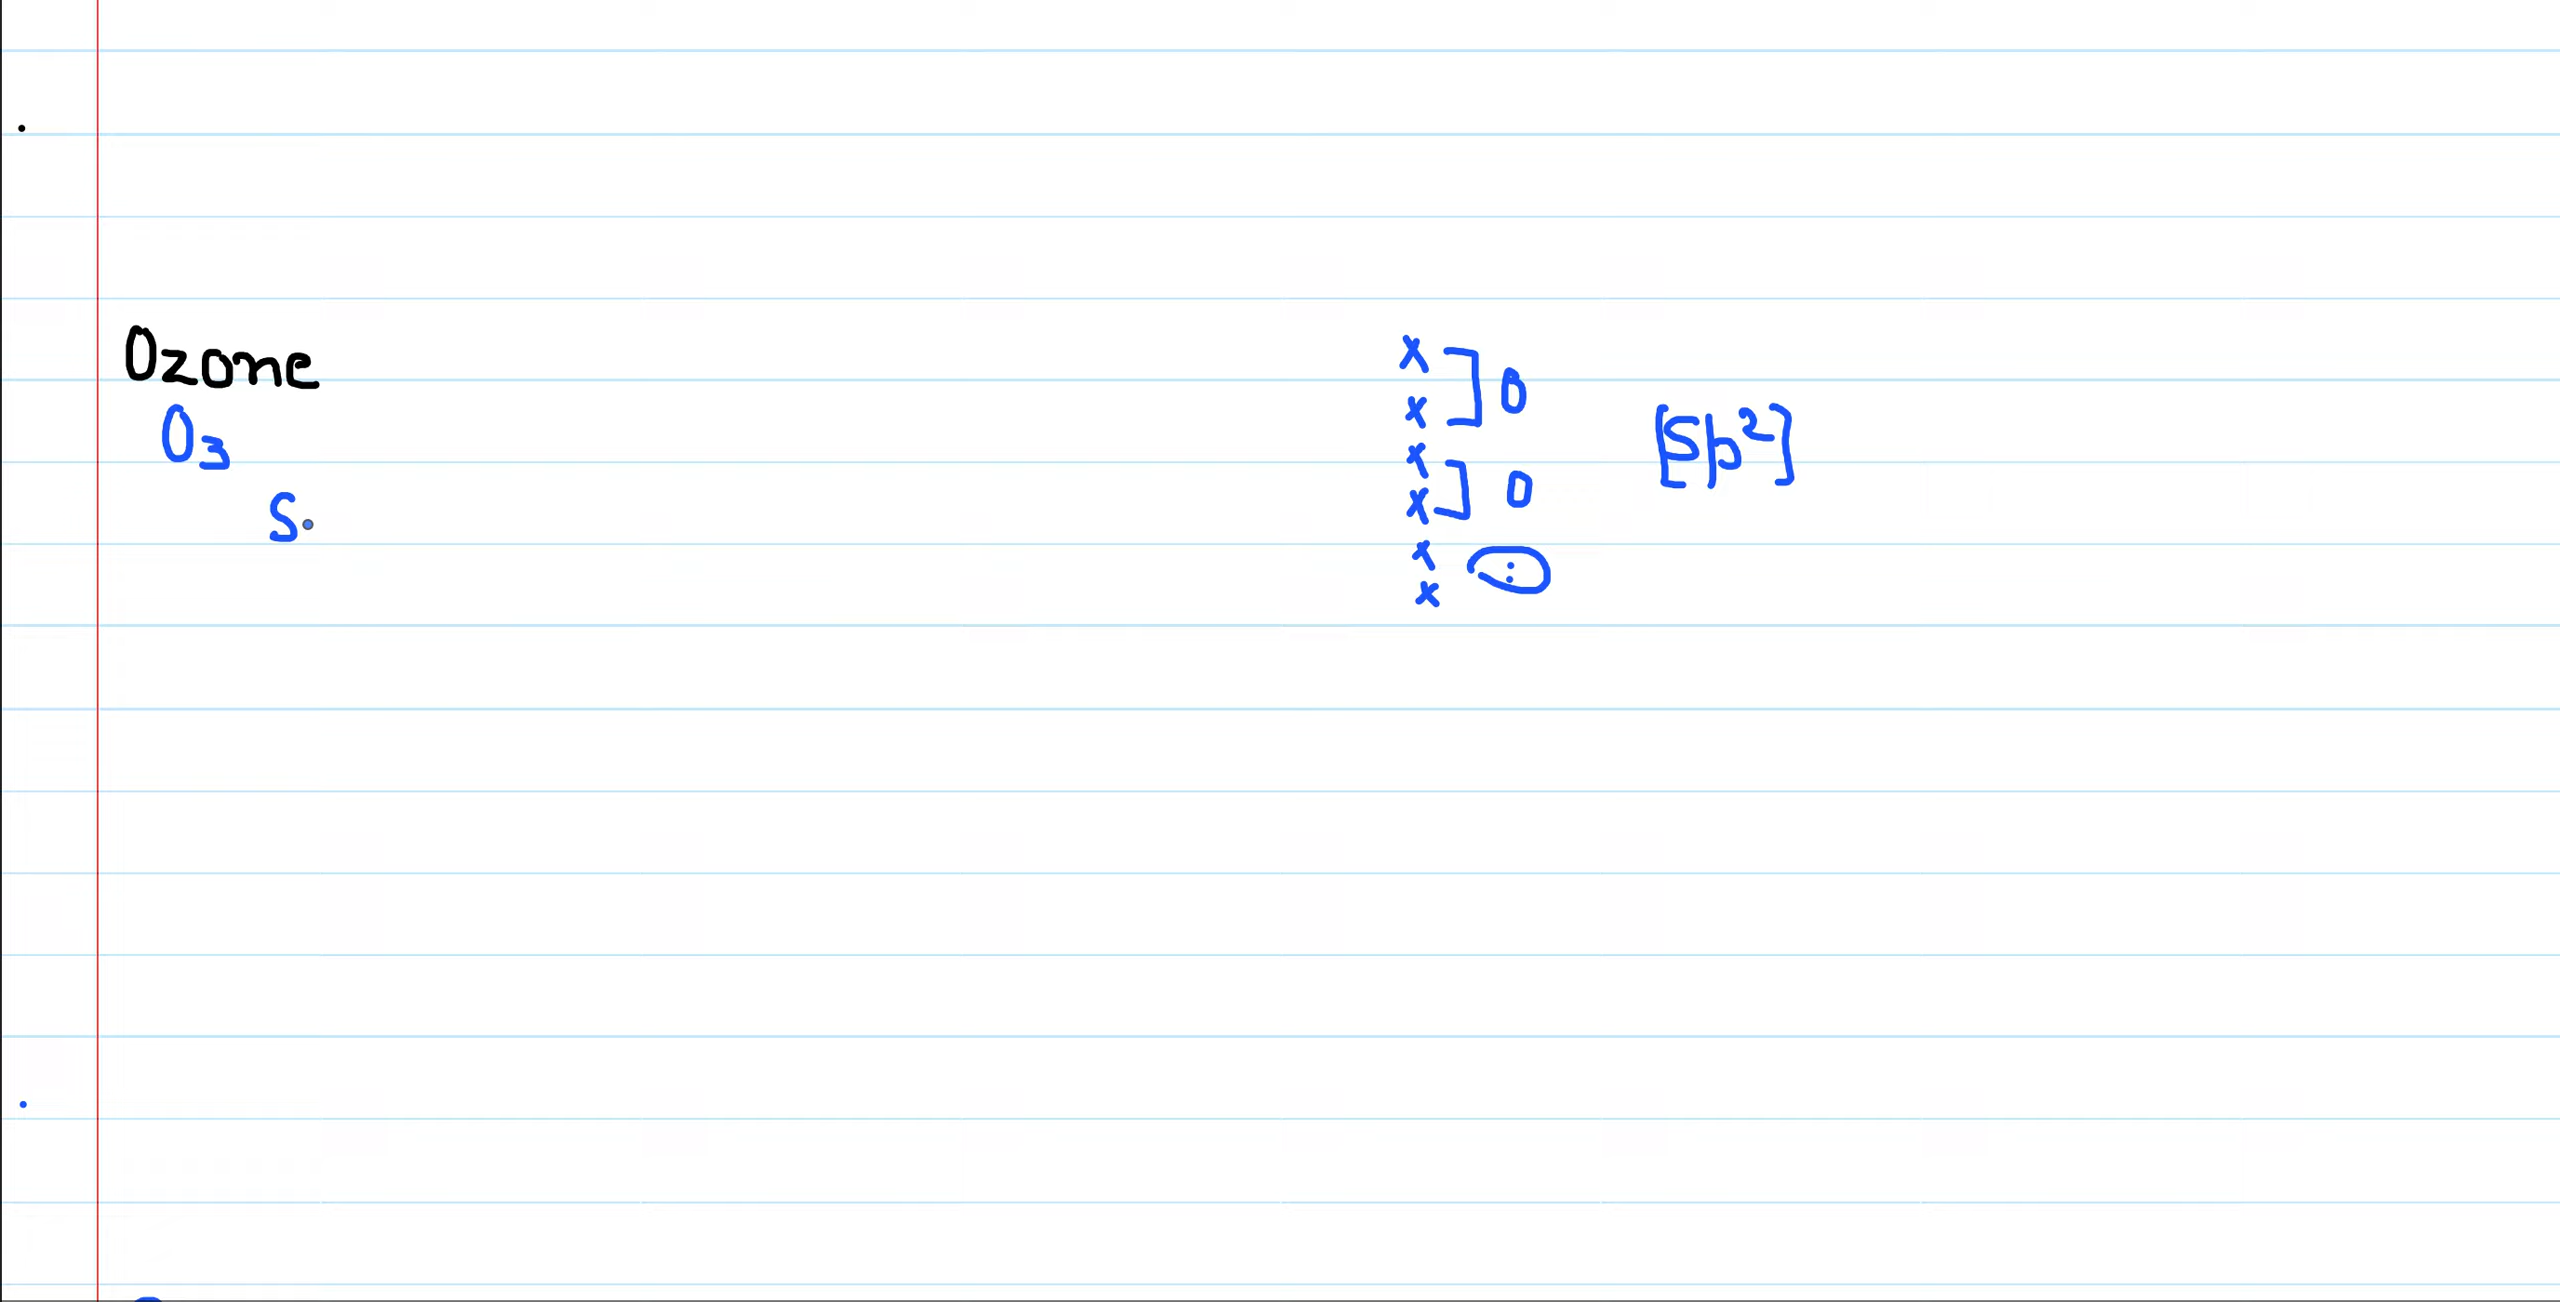 Ozone
O3
S
x
x ] O
x
x ] O
x
x :
[Sp²]